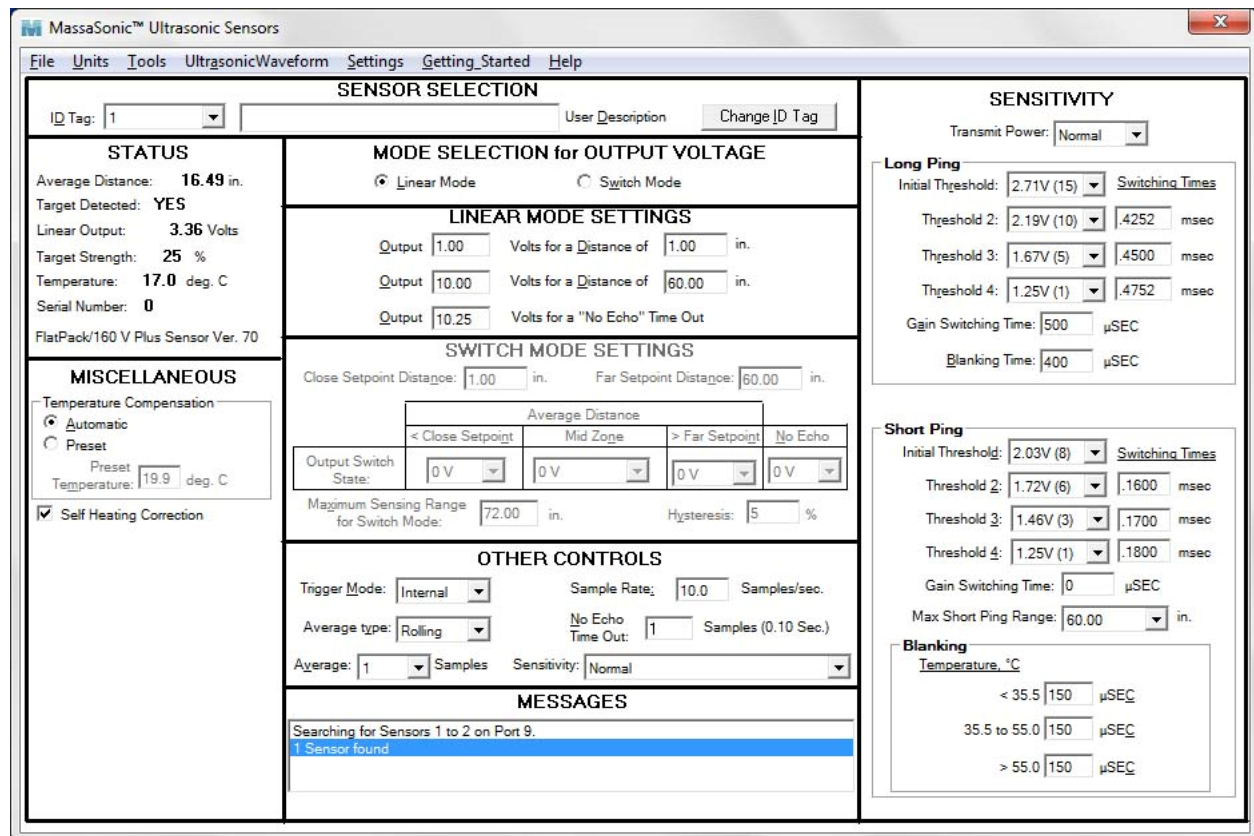 MassaSonic™ Ultrasonic Sensors
File Units Tools UltrasonicWaveform Settings Getting_Started Help
SENSOR SELECTION
ID Tag: 1 User Description Change ID Tag
STATUS
Average Distance: 16.49 in.
Target Detected: YES
Linear Output: 3.36 Volts
Target Strength: 25 %
Temperature: 17.0 deg. C
Serial Number: 0
FlatPack/160 V Plus Sensor Ver. 70
MISCELLANEOUS
Temperature Compensation
Automatic
Preset
Preset
Temperature: 19.9 deg. C
Self Heating Correction
MODE SELECTION for OUTPUT VOLTAGE
Linear Mode Switch Mode
LINEAR MODE SETTINGS
Output 1.00 Volts for a Distance of 1.00 in.
Output 10.00 Volts for a Distance of 60.00 in.
Output 10.25 Volts for a "No Echo" Time Out
SWITCH MODE SETTINGS
Close Setpoint Distance: 1.00 in. Far Setpoint Distance: 60.00 in.
Average Distance
< Close Setpoint Mid Zone > Far Setpoint No Echo
Output Switch
State: 0 V 0 V 0 V 0 V
Maximum Sensing Range
for Switch Mode: 72.00 in. Hysteresis: 5 %
OTHER CONTROLS
Trigger Mode: Internal Sample Rate: 10.0 Samples/sec.
Average type: Rolling No Echo
Time Out: 1 Samples (0.10 Sec.)
Average: 1 Samples Sensitivity: Normal
MESSAGES
Searching for Sensors 1 to 2 on Port 9.
1 Sensor found
SENSITIVITY
Transmit Power: Normal
Long Ping
Initial Threshold: 2.71V (15) Switching Times
Threshold 2: 2.19V (10) .4252 msec
Threshold 3: 1.67V (5) .4500 msec
Threshold 4: 1.25V (1) .4752 msec
Gain Switching Time: 500 µSEC
Blanking Time: 400 µSEC
Short Ping
Initial Threshold: 2.03V (8) Switching Times
Threshold 2: 1.72V (6) .1600 msec
Threshold 3: 1.46V (3) .1700 msec
Threshold 4: 1.25V (1) .1800 msec
Gain Switching Time: 0 µSEC
Max Short Ping Range: 60.00 in.
Blanking
Temperature, °C
< 35.5 150 µSEC
35.5 to 55.0 150 µSEC
> 55.0 150 µSEC